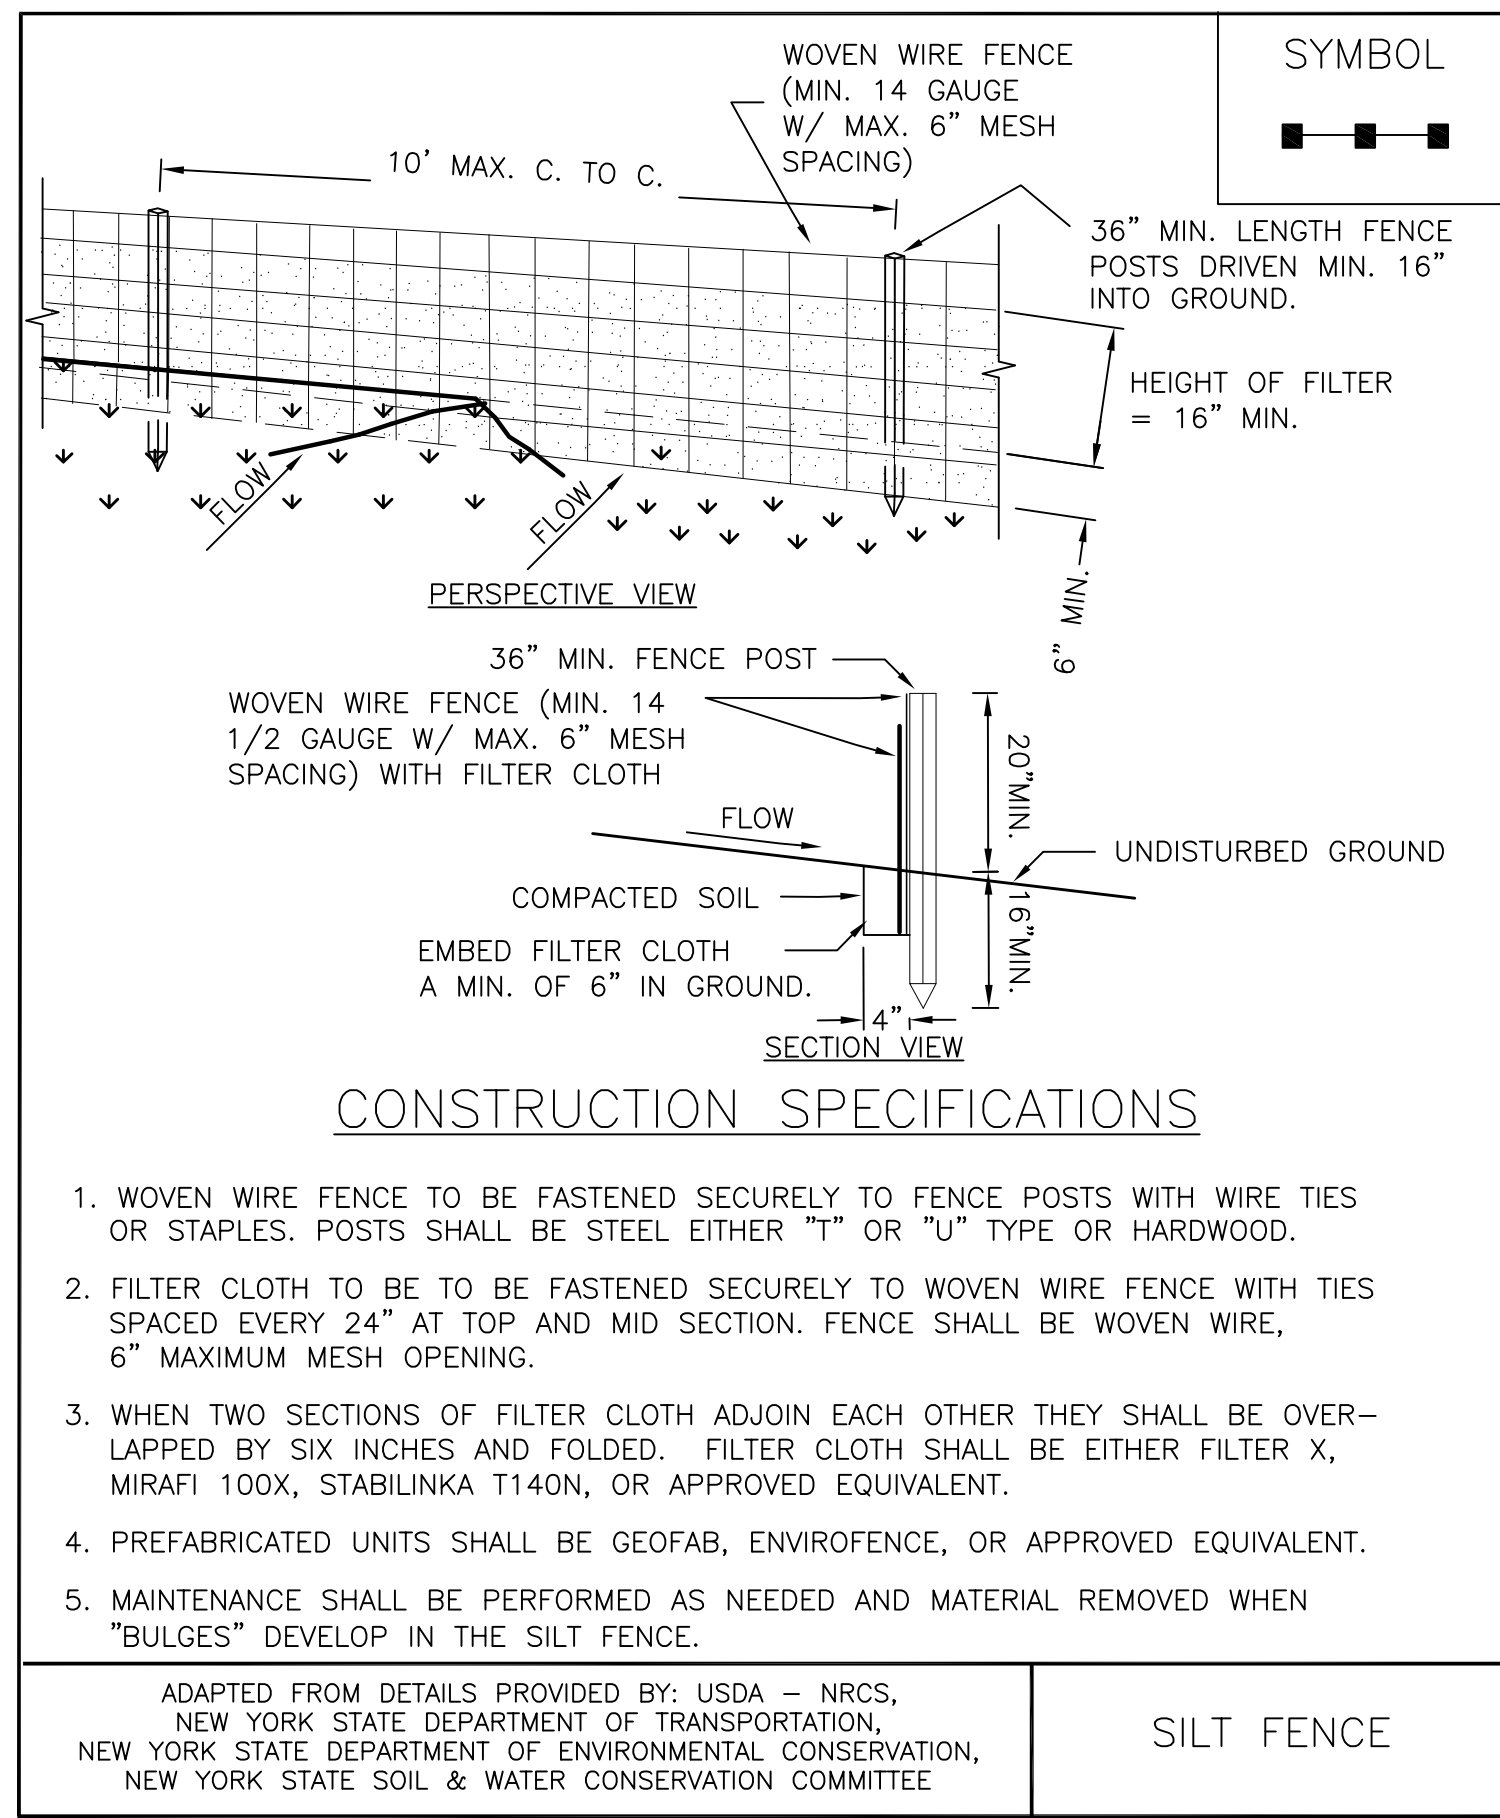 WOVEN WIRE FENCE
(MIN. 14 GAUGE
W/ MAX. 6" MESH
SPACING)
SYMBOL
10' MAX. C. TO C.
36" MIN. LENGTH FENCE
POSTS DRIVEN MIN. 16"
INTO GROUND.
HEIGHT OF FILTER
= 16" MIN.
FLOW
FLOW
6" MIN.
PERSPECTIVE VIEW
36" MIN. FENCE POST
WOVEN WIRE FENCE (MIN. 14
1/2 GAUGE W/ MAX. 6" MESH
SPACING) WITH FILTER CLOTH
20"MIN.
FLOW
UNDISTURBED GROUND
COMPACTED SOIL
16"MIN.
EMBED FILTER CLOTH
A MIN. OF 6" IN GROUND.
4"
SECTION VIEW
CONSTRUCTION SPECIFICATIONS
1. WOVEN WIRE FENCE TO BE FASTENED SECURELY TO FENCE POSTS WITH WIRE TIES
OR STAPLES. POSTS SHALL BE STEEL EITHER "T" OR "U" TYPE OR HARDWOOD.
2. FILTER CLOTH TO BE TO BE FASTENED SECURELY TO WOVEN WIRE FENCE WITH TIES
SPACED EVERY 24" AT TOP AND MID SECTION. FENCE SHALL BE WOVEN WIRE,
6" MAXIMUM MESH OPENING.
3. WHEN TWO SECTIONS OF FILTER CLOTH ADJOIN EACH OTHER THEY SHALL BE OVER-
LAPPED BY SIX INCHES AND FOLDED. FILTER CLOTH SHALL BE EITHER FILTER X,
MIRAFI 100X, STABILINKA T140N, OR APPROVED EQUIVALENT.
4. PREFABRICATED UNITS SHALL BE GEOFAB, ENVIROFENCE, OR APPROVED EQUIVALENT.
5. MAINTENANCE SHALL BE PERFORMED AS NEEDED AND MATERIAL REMOVED WHEN
"BULGES" DEVELOP IN THE SILT FENCE.
ADAPTED FROM DETAILS PROVIDED BY: USDA - NRCS,
NEW YORK STATE DEPARTMENT OF TRANSPORTATION,
NEW YORK STATE DEPARTMENT OF ENVIRONMENTAL CONSERVATION,
NEW YORK STATE SOIL & WATER CONSERVATION COMMITTEE
SILT FENCE